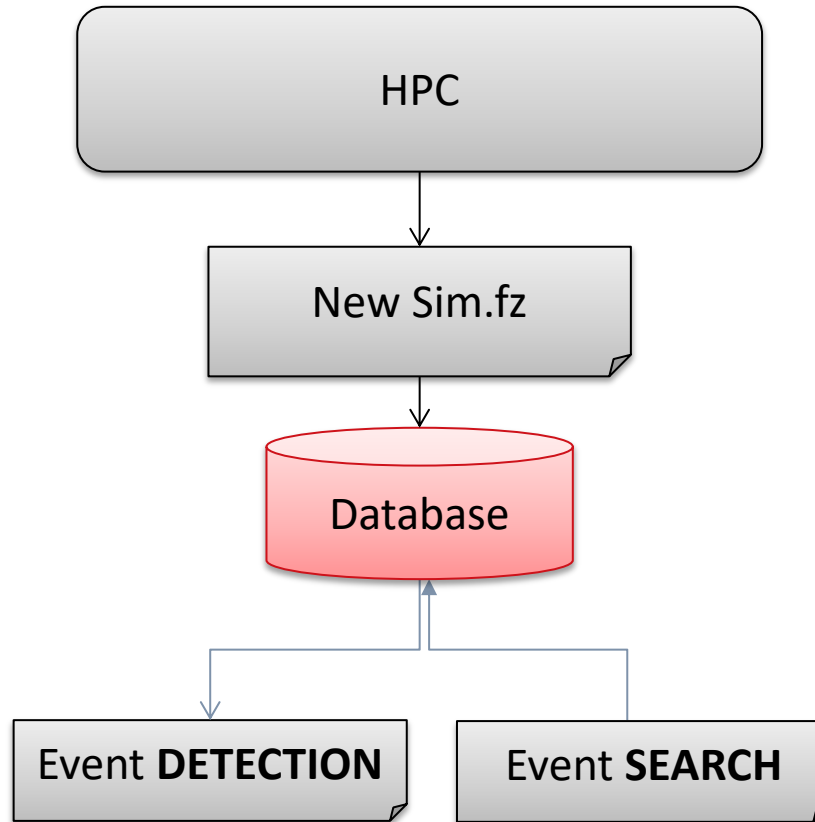 HPC
New Sim.fz
Database
Event DETECTION
Event SEARCH